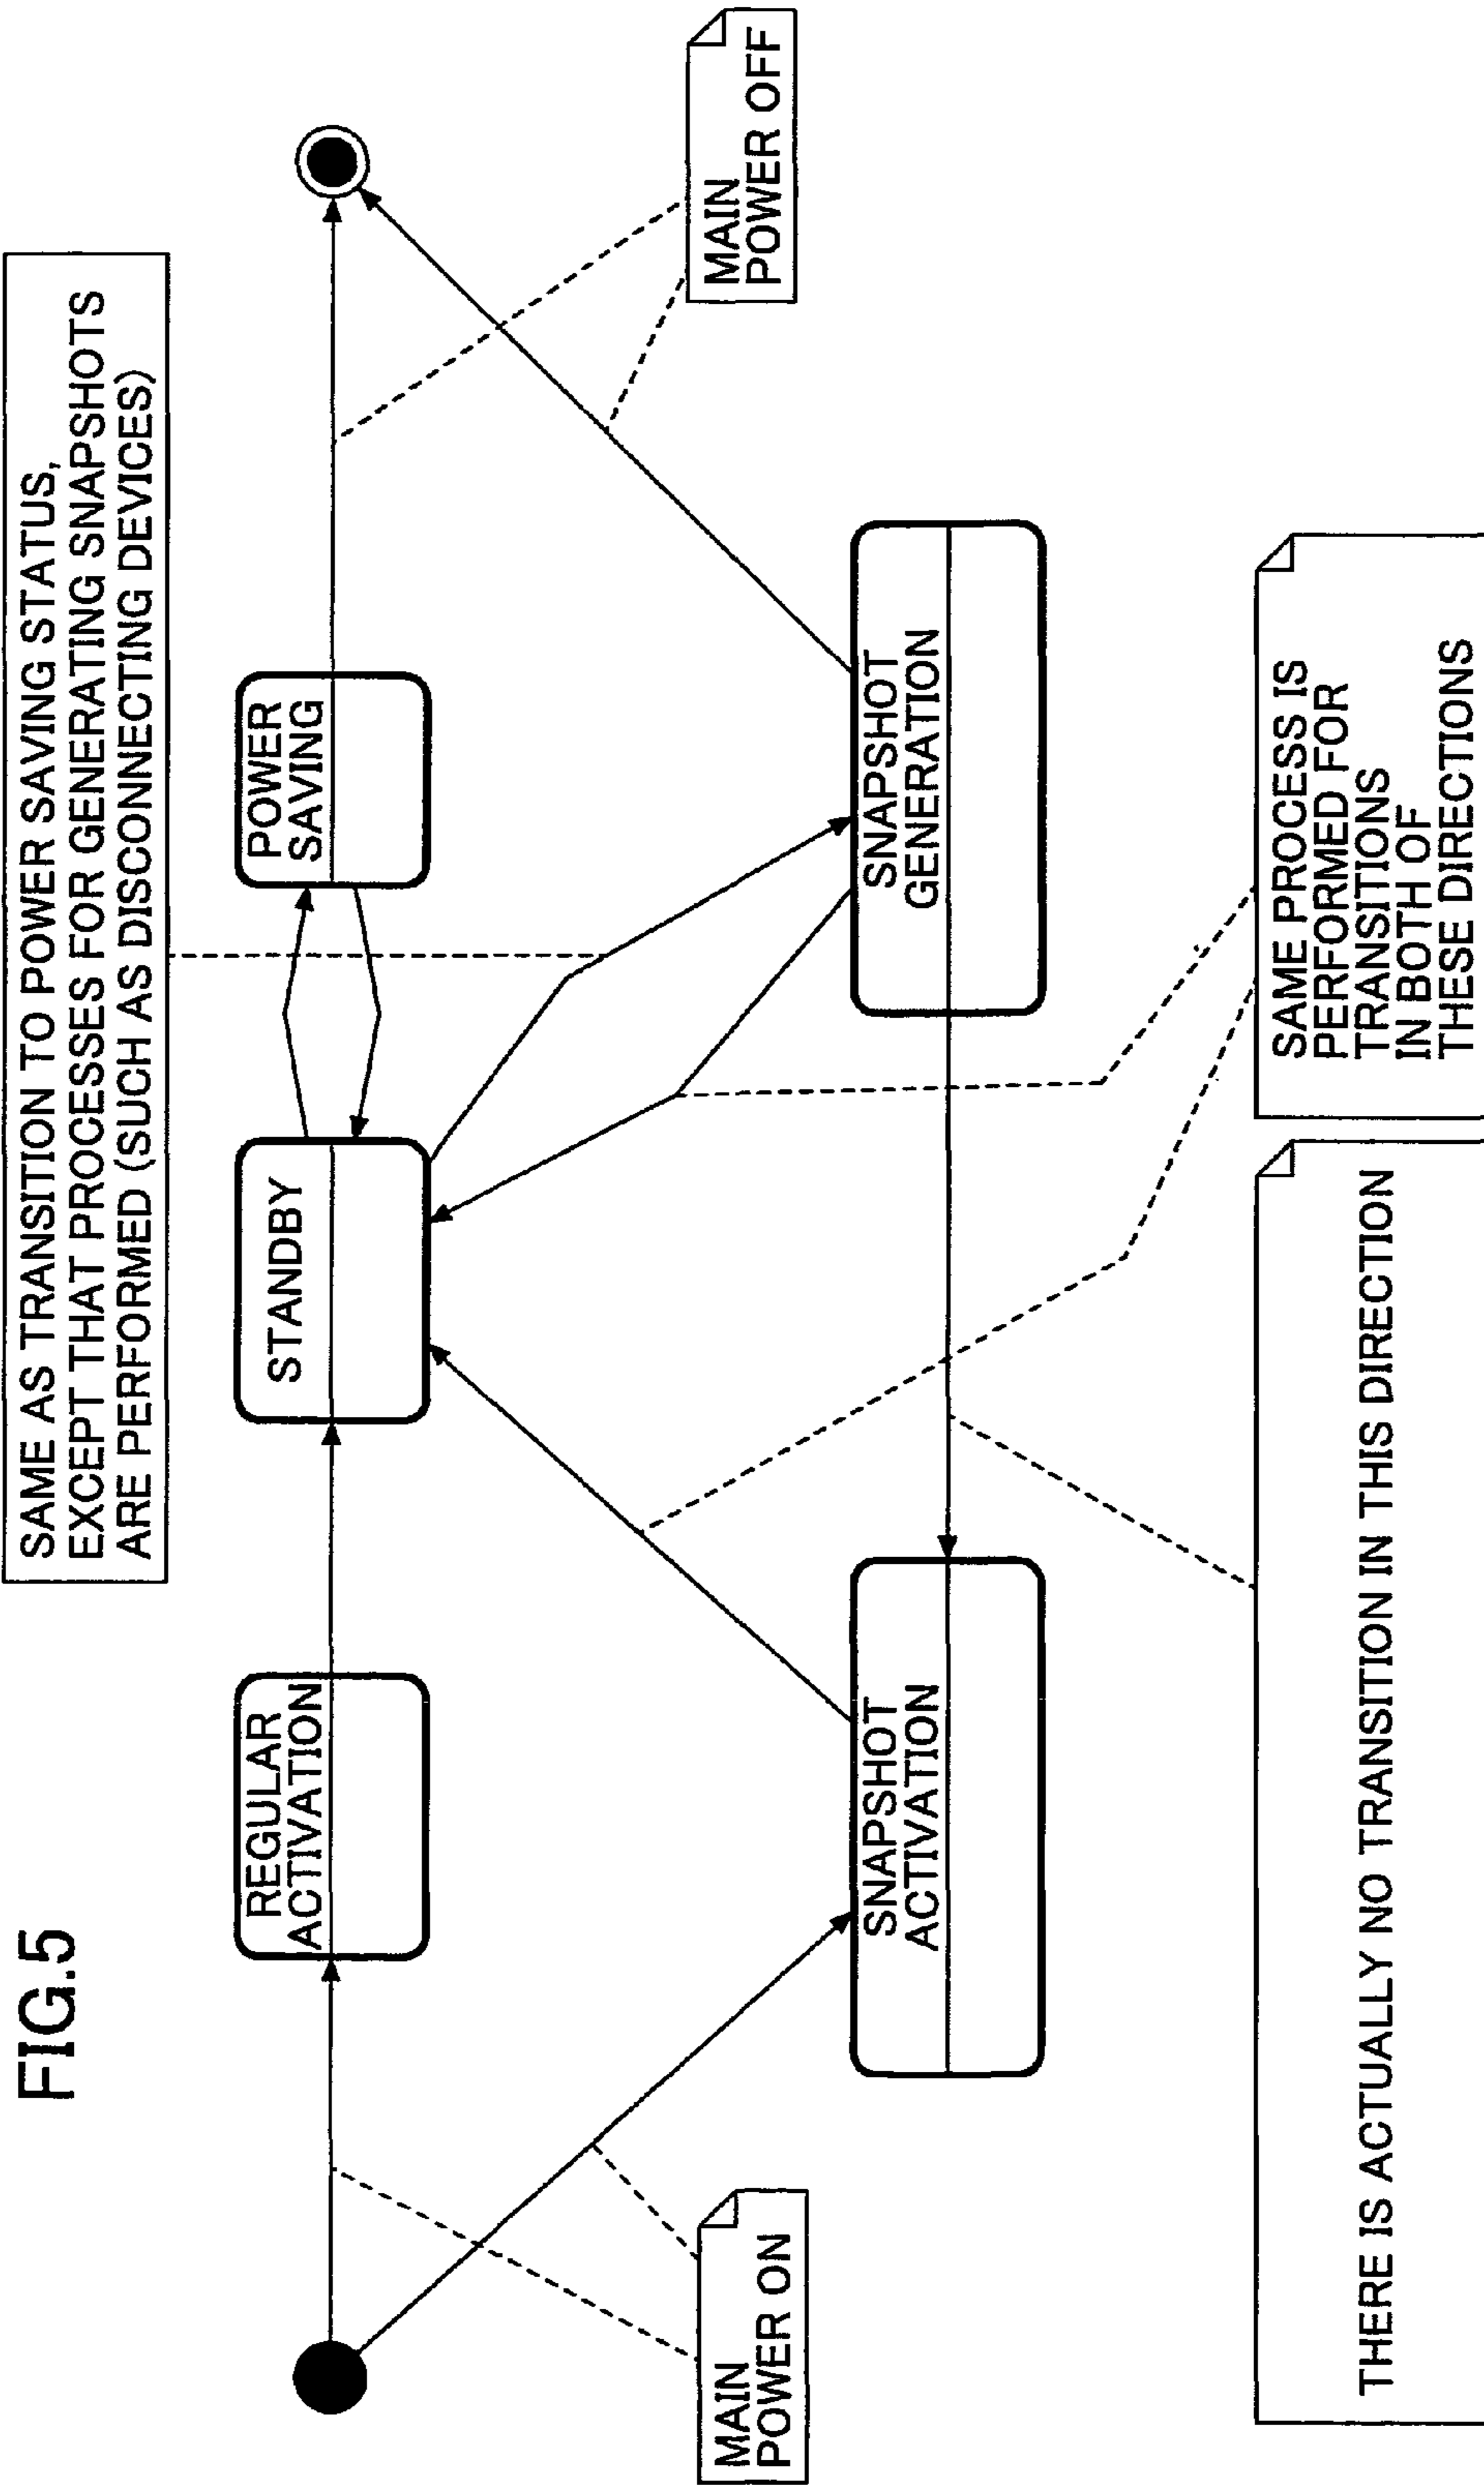 FIG.5
SAME AS TRANSITION TO POWER SAVING STATUS,
EXCEPT THAT PROCESSES FOR GENERATING SNAPSHOTS
ARE PERFORMED (SUCH AS DISCONNECTING DEVICES)
REGULAR
ACTIVATION
STANDBY
POWER
SAVING
MAIN
POWER ON
MAIN
POWER OFF
SNAPSHOT
ACTIVATION
SNAPSHOT
GENERATION
THERE IS ACTUALLY NO TRANSITION IN THIS DIRECTION
SAME PROCESS IS
PERFORMED FOR
TRANSITIONS
IN BOTH OF
THESE DIRECTIONS